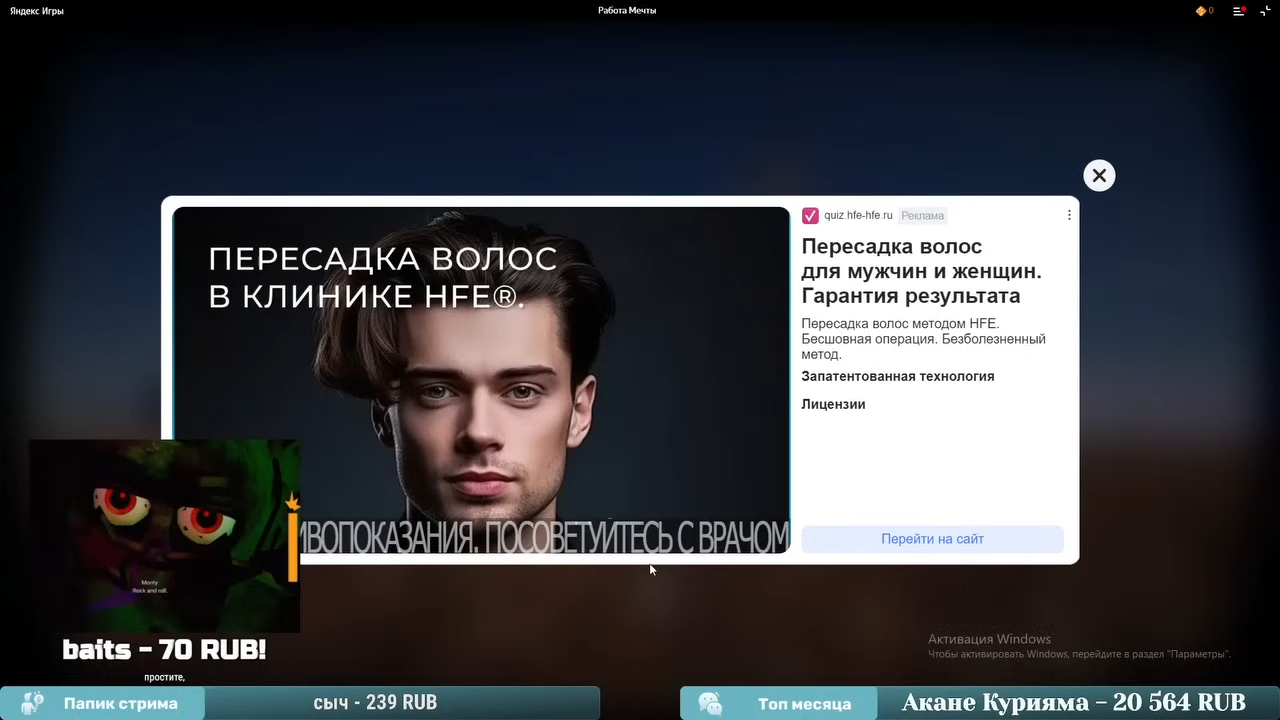 Яндекс Игры
Работа Мечты
0
ПЕРЕСАДКА ВОЛОС
В КЛИНИКЕ HFE®.
ИВОПОКАЗАНИЯ. ПОСОВЕТУЙТЕСЬ С ВРАЧОМ
quiz.hfe-hfe.ru Реклама
Пересадка волос
для мужчин и женщин.
Гарантия результата
Пересадка волос методом HFE.
Бесшовная операция. Безболезненный
метод.
Запатентованная технология
Лицензии
Перейти на сайт
Monty
Rock and roll.
baits - 70 RUB!
простите,
Активация Windows
Чтобы активировать Windows, перейдите в раздел "Параметры".
Папик стрима
сыч - 239 RUB
Топ месяца
Акане Курияма - 20 564 RUB